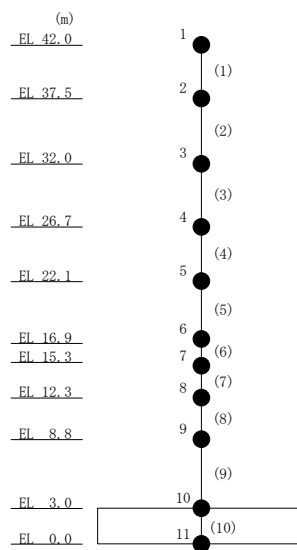 (m)
EL 42.0
1
(1)
EL 37.5
2
(2)
EL 32.0
3
(3)
EL 26.7
4
(4)
EL 22.1
5
(5)
EL 16.9
6
(6)
EL 15.3
7
(7)
EL 12.3
8
(8)
EL 8.8
9
(9)
EL 3.0
10
(10)
EL 0.0
11